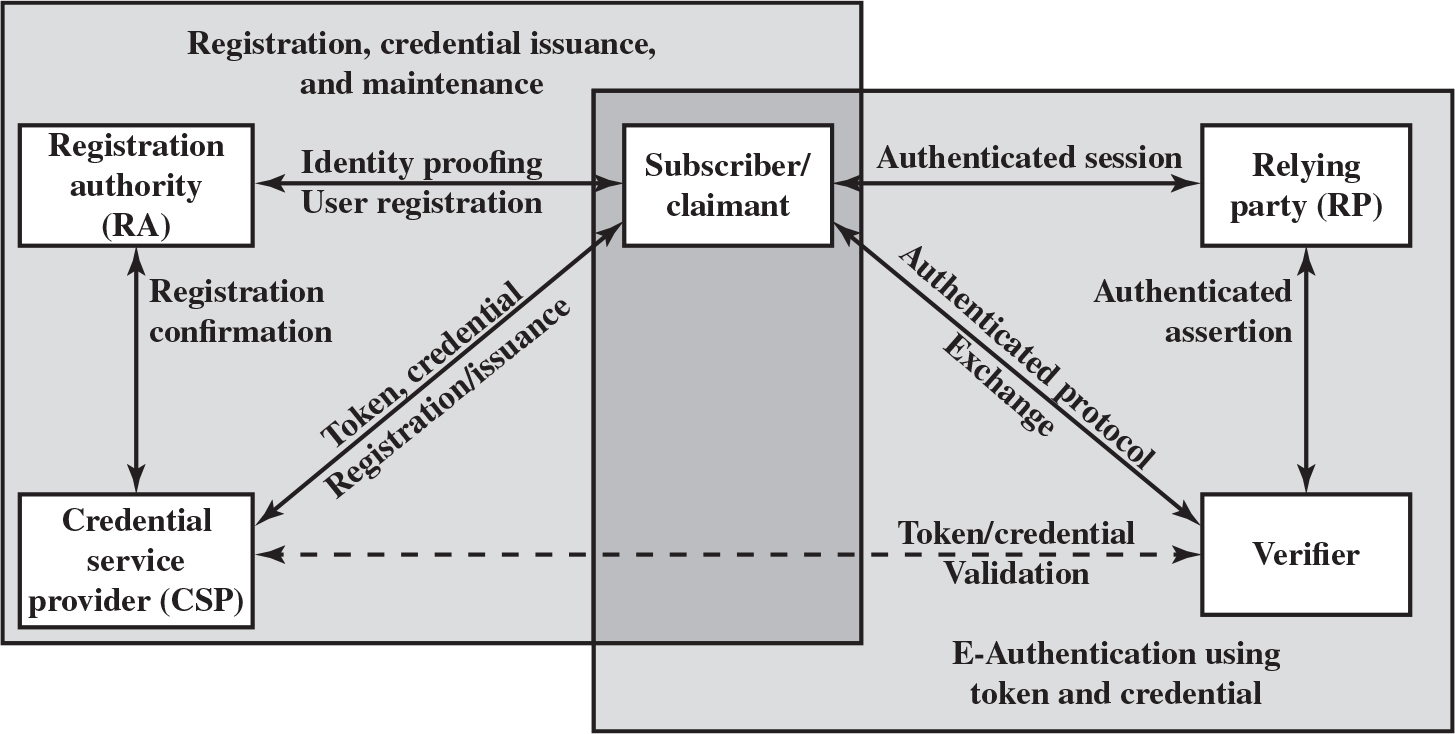 Registration, credential issuance,
and maintenance
Registration
authority
(RA)
Identity proofing
User registration
Subscriber/
claimant
Authenticated session
Relying
party (RP)
Registration
confirmation
Token, credential
Registration/issuance
Authenticated protocol
Exchange
Authenticated
assertion
Credential
service
provider (CSP)
Token/credential
Validation
Verifier
E-Authentication using
token and credential